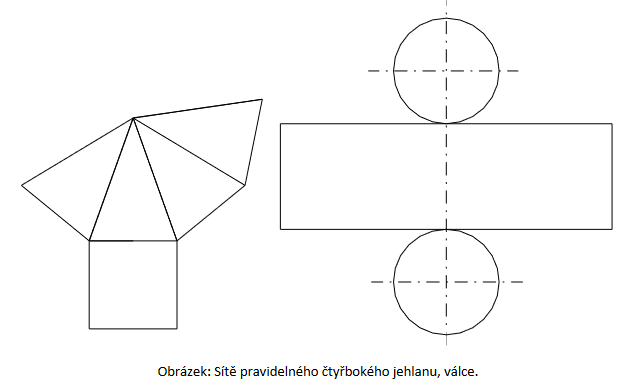 Obrázek: Sítě pravidelného čtyřbokého jehlanu, válce.